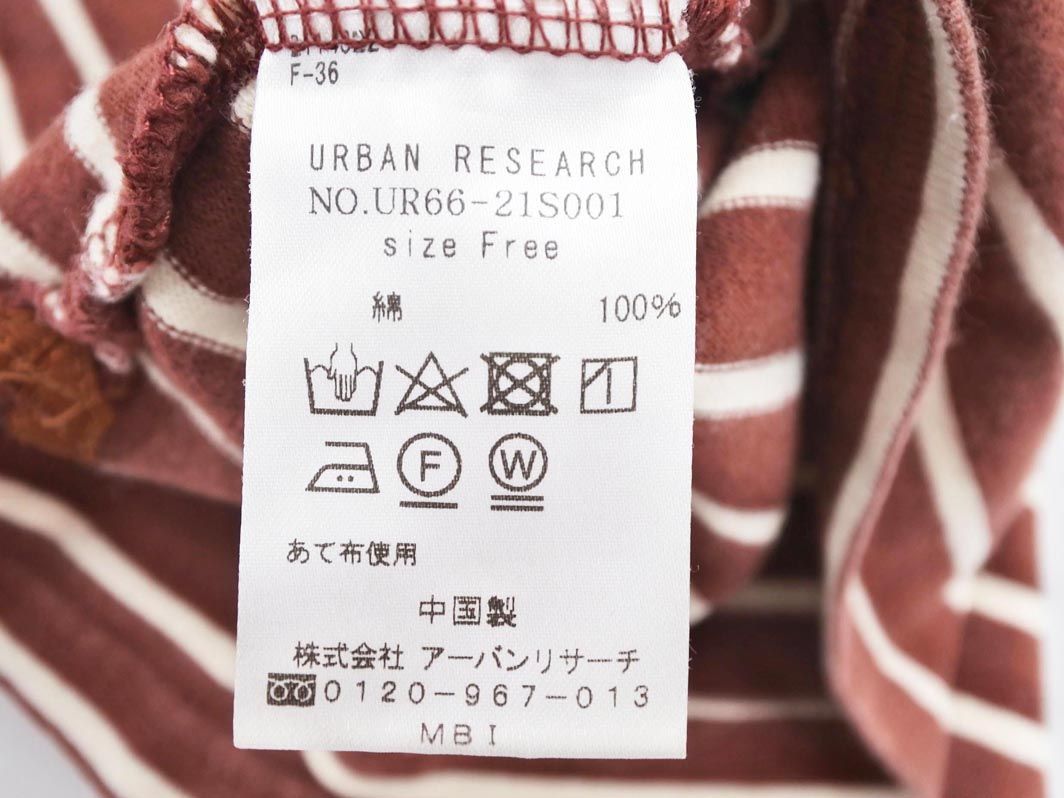 F-36
URBAN RESEARCH
NO.UR66-21S001
size Free
綿 100%
F W
あて布使用
中国製
株式会社 アーバンリサーチ
0120-967-013
MBI